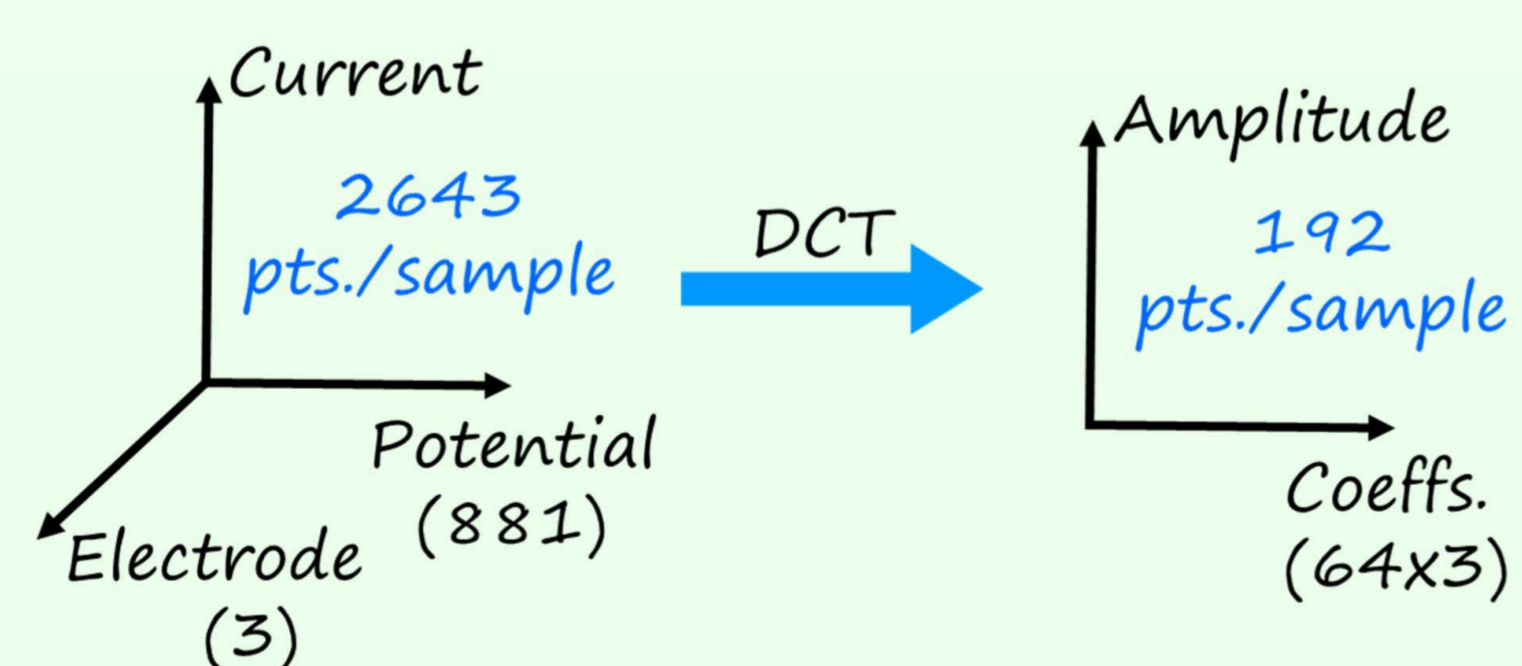 Current
2643
pts./sample
Potential
(881)
Electrode
(3)
DCT
Amplitude
192
pts./sample
Coeffs.
(64x3)